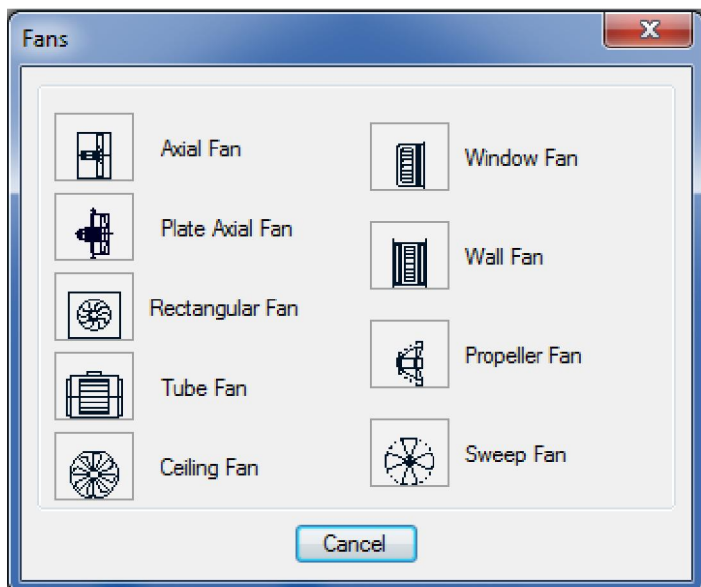 Fans
Axial Fan
Plate Axial Fan
Rectangular Fan
Tube Fan
Ceiling Fan
Window Fan
Wall Fan
Propeller Fan
Sweep Fan
Cancel